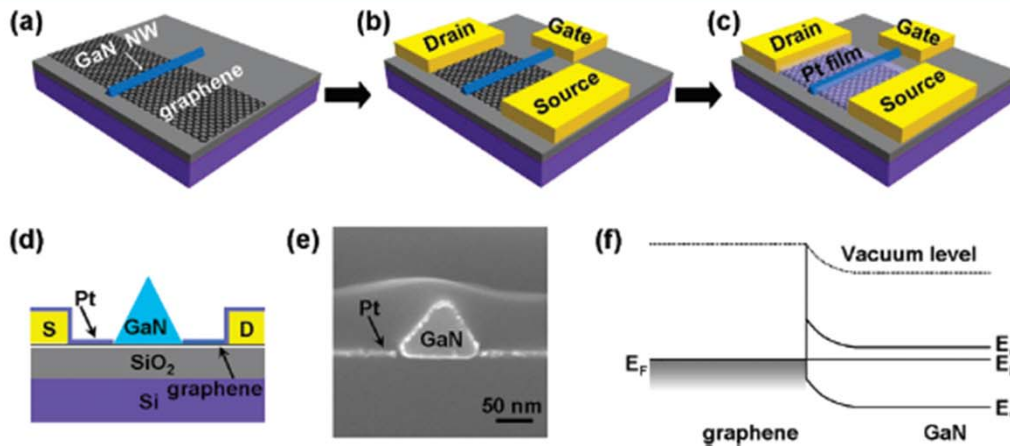 (a)
GaN NW
graphene
(b)
Drain
Gate
Source
(c)
Drain
Gate
Pt film
Source
(d)
Pt
S
GaN
D
SiO₂
graphene
Si
(e)
Pt
GaN
50 nm
(f)
Vacuum level
E_F
E
E
E
graphene
GaN